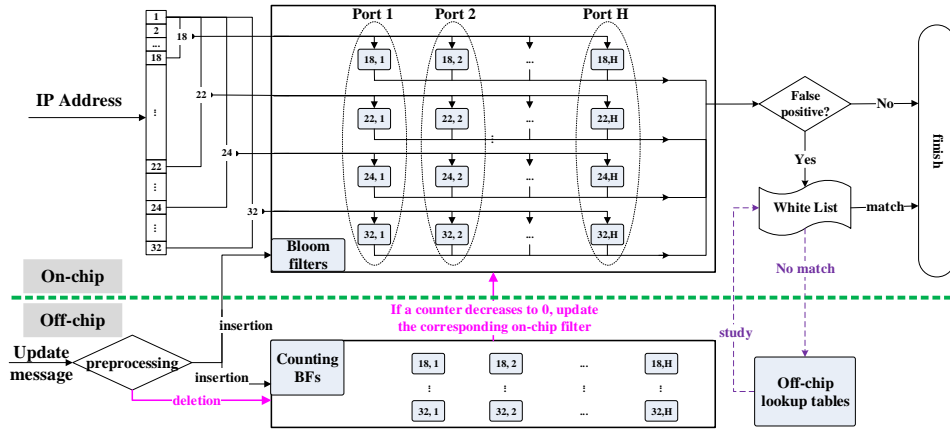 Port 1 Port 2 Port H
1
2
...
18
18
18, 1 18, 2 ... 18,H
IP Address
...
22
22, 1 22, 2 ... 22,H
...
22
...
24
...
32
24
24, 1 24, 2 ... 24,H
32
32, 1 32, 2 ... 32,H
Bloom
filters
False
positive?
No
Yes
White List
match
finish
No match
study
On-chip
Off-chip
If a counter decreases to 0, update
the corresponding on-chip filter
Update
message
preprocessing
insertion
insertion
deletion
Counting
BFs
18, 1 18, 2 ... 18,H
... ... ...
32, 1 32, 2 ... 32,H
Off-chip
lookup tables